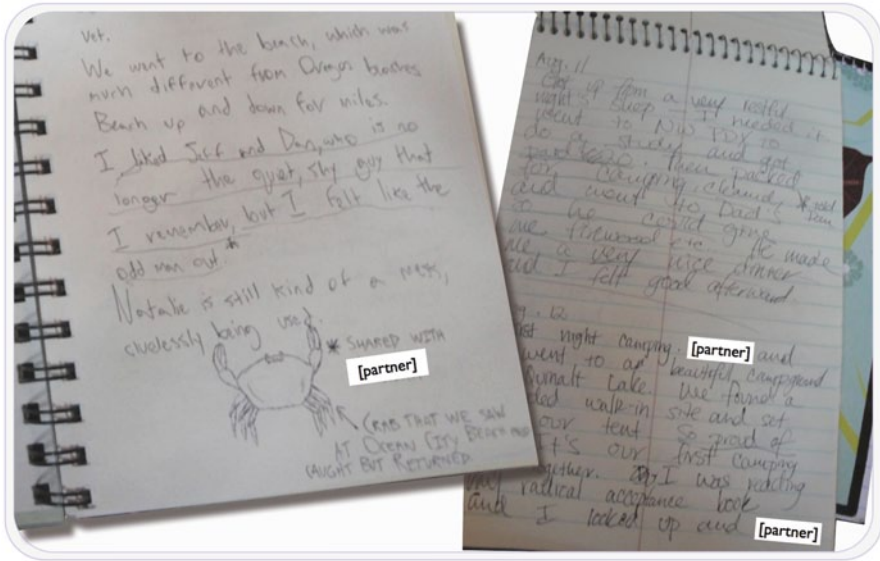 vet.
We went to the beach, which was
much different from Oregon beaches
Beach up and down for miles.
I liked Jeff and Dan, who is no
longer the quiet, shy guy that
I remember, but I felt like the
odd man out.*
Natalie is still kind of a mess,
cluelessly being used.
* SHARED WITH
[partner]
CRAB THAT WE SAW
AT OCEAN CITY BEACH AND
CAUGHT BUT RETURNED
Aug. 11
Got up from a very restful
night's sleep I needed it.
went to NW PDX to
do a study and got
paid $620. Then packed
for camping, cleaned,
and went to Dad's
so he could give
me firewood etc. He made
me a very nice dinner
and I felt good afterward.
12
night camping. [partner] and
went to a beautiful campground
Lake. We found a
walk-in site and set
our tent so proud of
It's our first camping
together. I was reading
radical acceptance book
and I looked up and [partner]